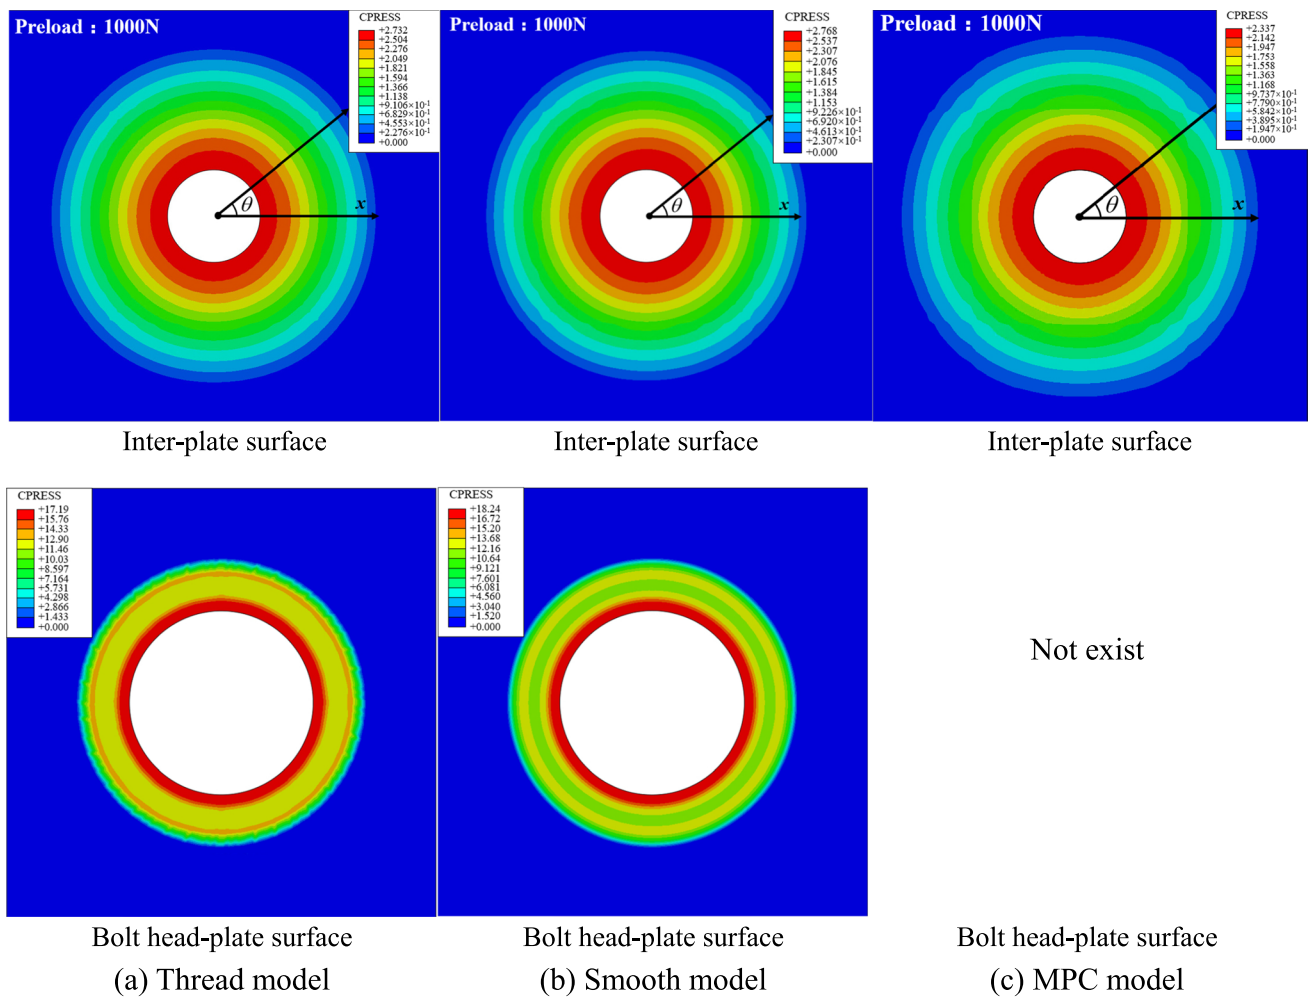 Preload : 1000N
CPRESS
+2.732
+2.504
+2.276
+2.049
+1.821
+1.594
+1.366
+1.138
+9.106×10-1
+6.829×10-1
+4.553×10-1
+2.276×10-1
+0.000
θ
x
Inter-plate surface
Preload : 1000N
CPRESS
+2.768
+2.537
+2.307
+2.076
+1.845
+1.615
+1.384
+1.153
+9.226×10-1
+6.920×10-1
+4.613×10-1
+2.307×10-1
+0.000
θ
x
Inter-plate surface
Preload : 1000N
CPRESS
+2.337
+2.142
+1.947
+1.753
+1.558
+1.363
+1.168
+9.737×10-1
+7.790×10-1
+5.842×10-1
+3.895×10-1
+1.947×10-1
+0.000
θ
x
Inter-plate surface
CPRESS
+17.19
+15.76
+14.33
+12.90
+11.46
+10.03
+8.597
+7.164
+5.731
+4.298
+2.866
+1.433
+0.000
Bolt head-plate surface
(a) Thread model
CPRESS
+18.24
+16.72
+15.20
+13.68
+12.16
+10.64
+9.121
+7.601
+6.081
+4.560
+3.040
+1.520
+0.000
Bolt head-plate surface
(b) Smooth model
Not exist
Bolt head-plate surface
(c) MPC model